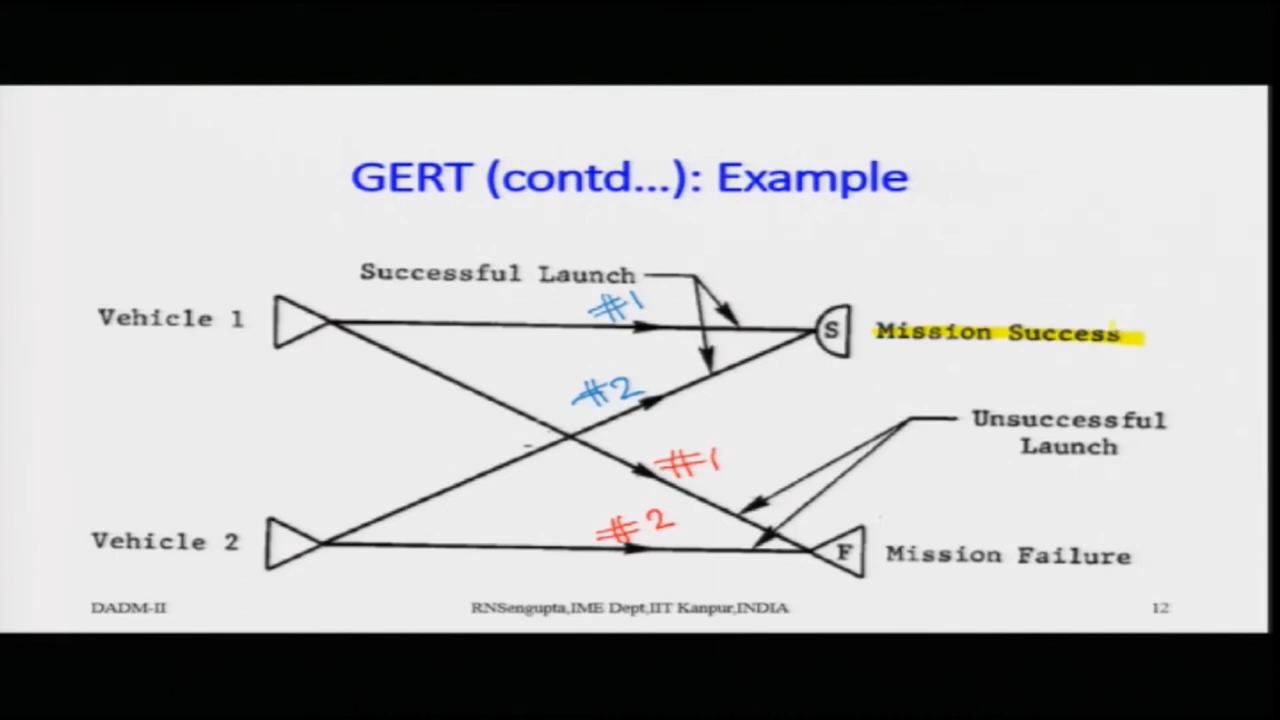 GERT (contd...): Example
Successful Launch
#1
Vehicle 1
S
Mission Success
#2
Unsuccessful
Launch
#1
#2
Vehicle 2
F
Mission Failure
DADM-II
RNSengupta,IME Dept,IIT Kanpur,INDIA
12